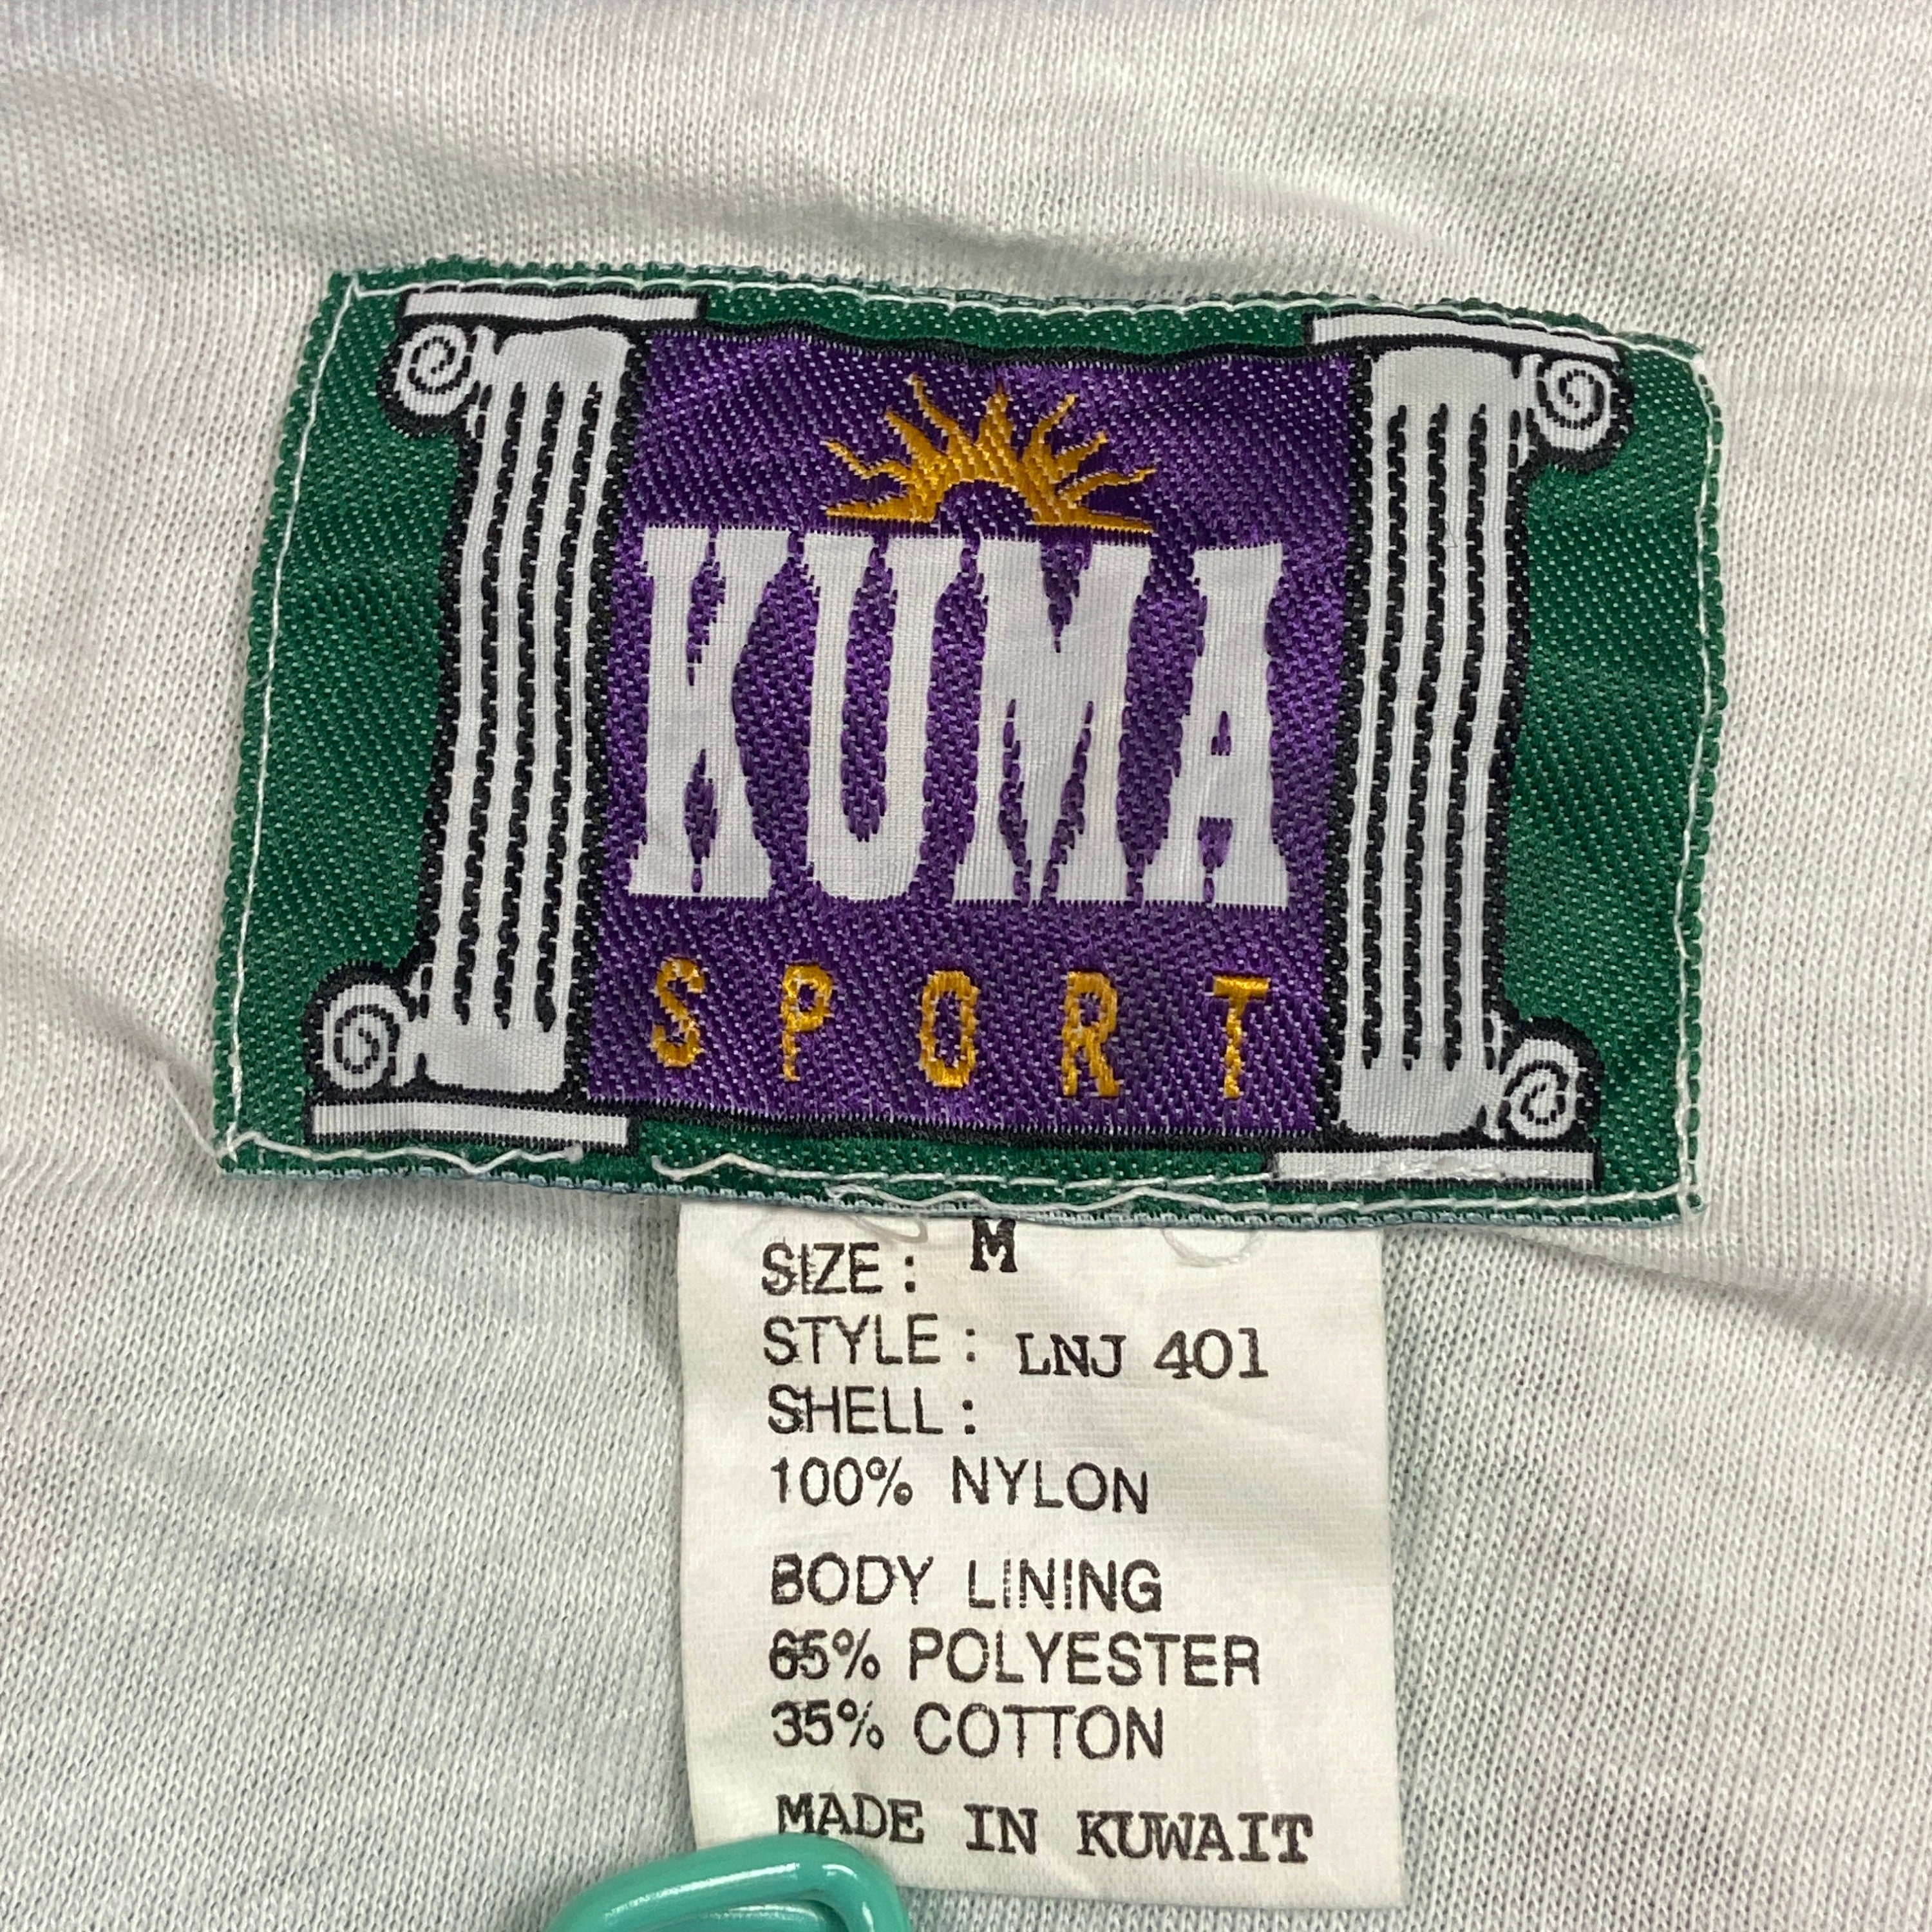 KUMA
SPORT
SIZE : M
STYLE : LNJ 401
SHELL :
100% NYLON
BODY LINING
65% POLYESTER
35% COTTON
MADE IN KUWAIT